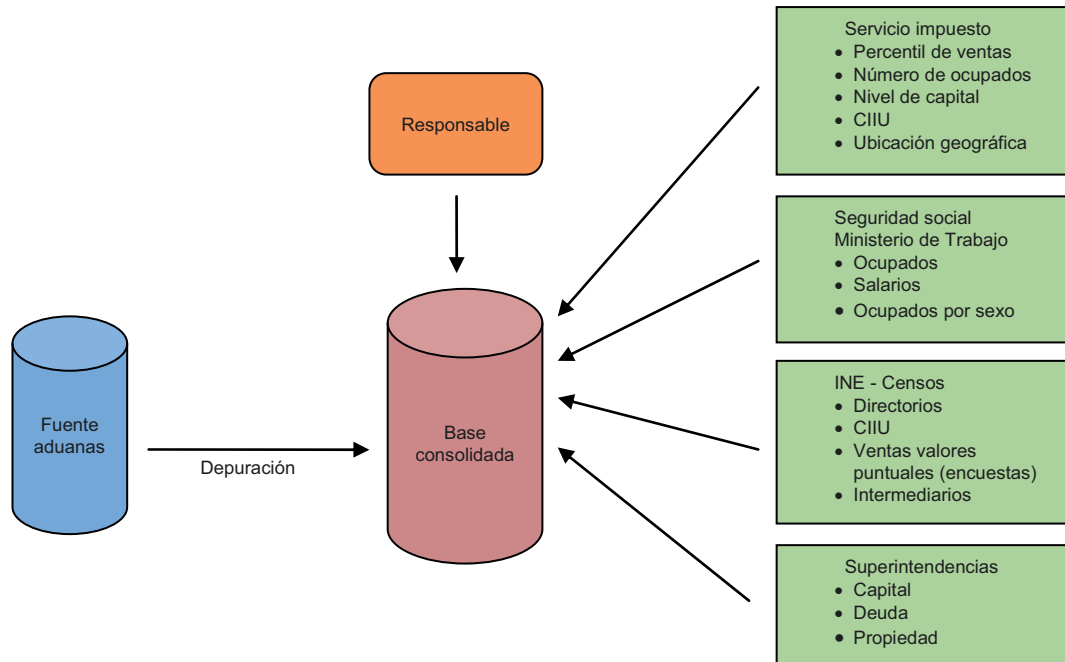 Servicio impuesto
• Percentil de ventas
• Número de ocupados
• Nivel de capital
• CIIU
• Ubicación geográfica
Responsable
Seguridad social
Ministerio de Trabajo
• Ocupados
• Salarios
• Ocupados por sexo
Fuente
aduanas
Depuración
Base
consolidada
INE - Censos
• Directorios
• CIIU
• Ventas valores
puntuales (encuestas)
• Intermediarios
Superintendencias
• Capital
• Deuda
• Propiedad